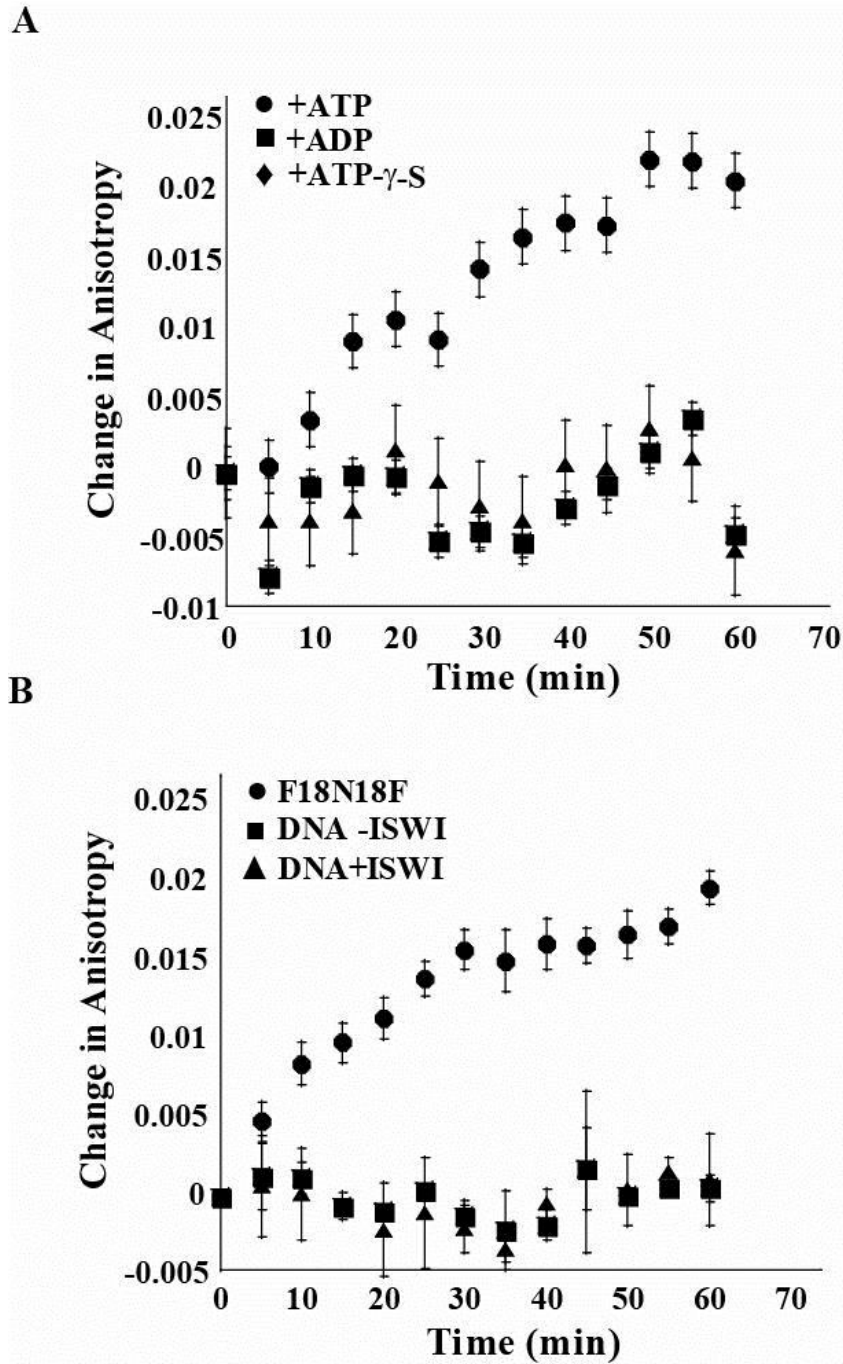 A
0.025
0.02
0.015
0.01
0.005
0
-0.005
-0.01
Change in Anisotropy
+ATP
+ADP
+ATP-γ-S
0 10 20 30 40 50 60 70
Time (min)
B
0.025
0.02
0.015
0.01
0.005
0
-0.005
Change in Anisotropy
F18N18F
DNA -ISWI
DNA+ISWI
0 10 20 30 40 50 60 70
Time (min)